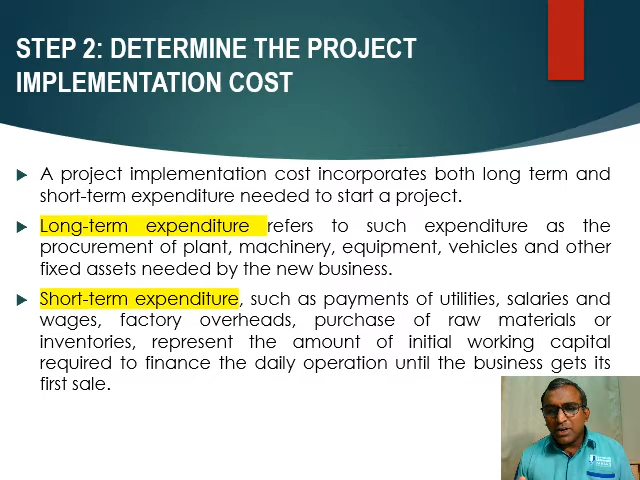 STEP 2: DETERMINE THE PROJECT
IMPLEMENTATION COST
A project implementation cost incorporates both long term and
short-term expenditure needed to start a project.
Long-term expenditure refers to such expenditure as the
procurement of plant, machinery, equipment, vehicles and other
fixed assets needed by the new business.
Short-term expenditure, such as payments of utilities, salaries and
wages, factory overheads, purchase of raw materials or
inventories, represent the amount of initial working capital
required to finance the daily operation until the business gets its
first sale.